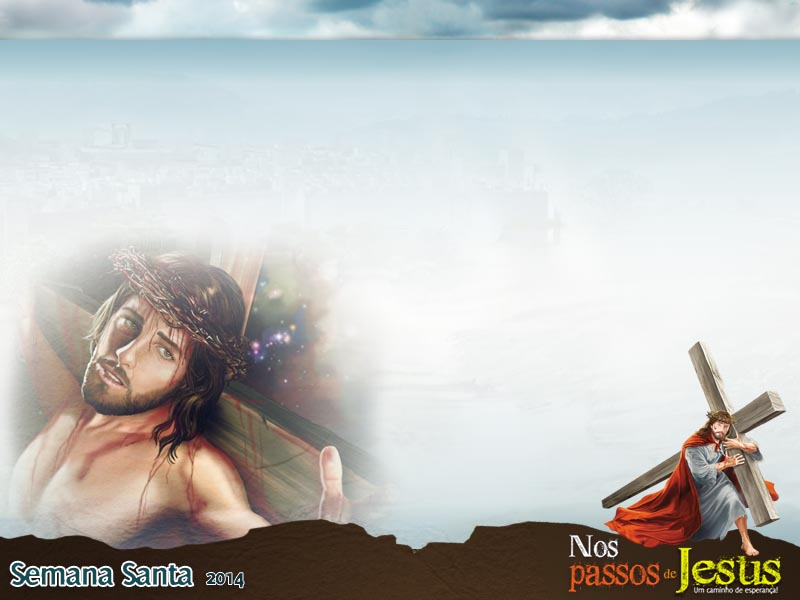 Semana Santa 2014
Nos
passos de Jesus
Um caminho de esperança!